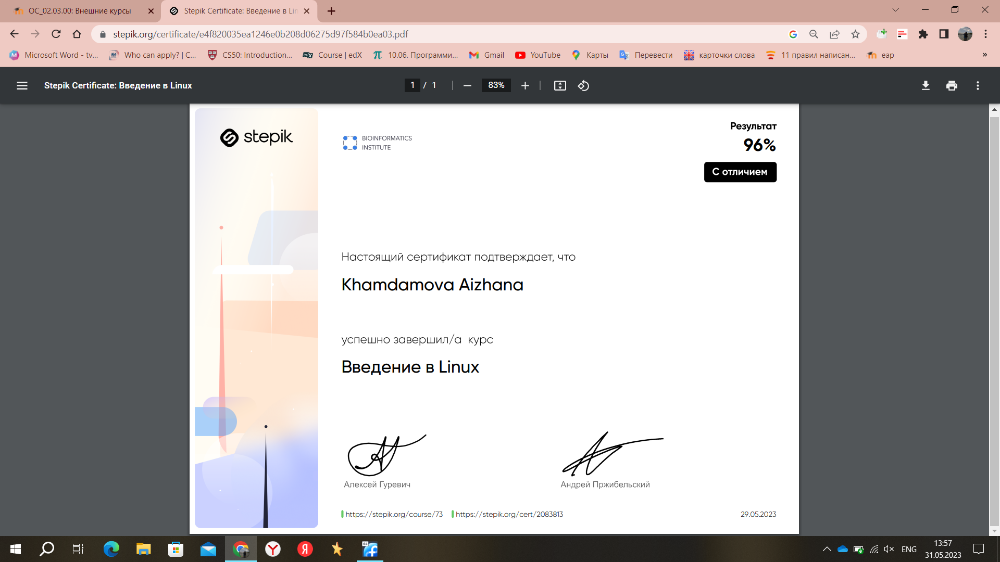 ОС_02.03.00: Внешние курсы
Stepik Certificate: Введение в Lin
stepik.org/certificate/e4f820035ea1246e0b208d06275d97f584b0ea03.pdf
Microsoft Word - tv... Who can apply? | C... CS50: Introduction... edX Course | edX 10.06. Программи... Gmail YouTube Карты Перевести карточки слова 11 правил написан... eap »
Stepik Certificate: Введение в Linux
1 / 1 83%
stepik
BIOINFORMATICS
INSTITUTE
Результат
96%
С отличием
Настоящий сертификат подтверждает, что
Khamdamova Aizhana
успешно завершил/а курс
Введение в Linux
Алексей Гуревич
Андрей Пржибельский
https://stepik.org/course/73 https://stepik.org/cert/2083813
29.05.2023
64
ENG
13:57
31.05.2023